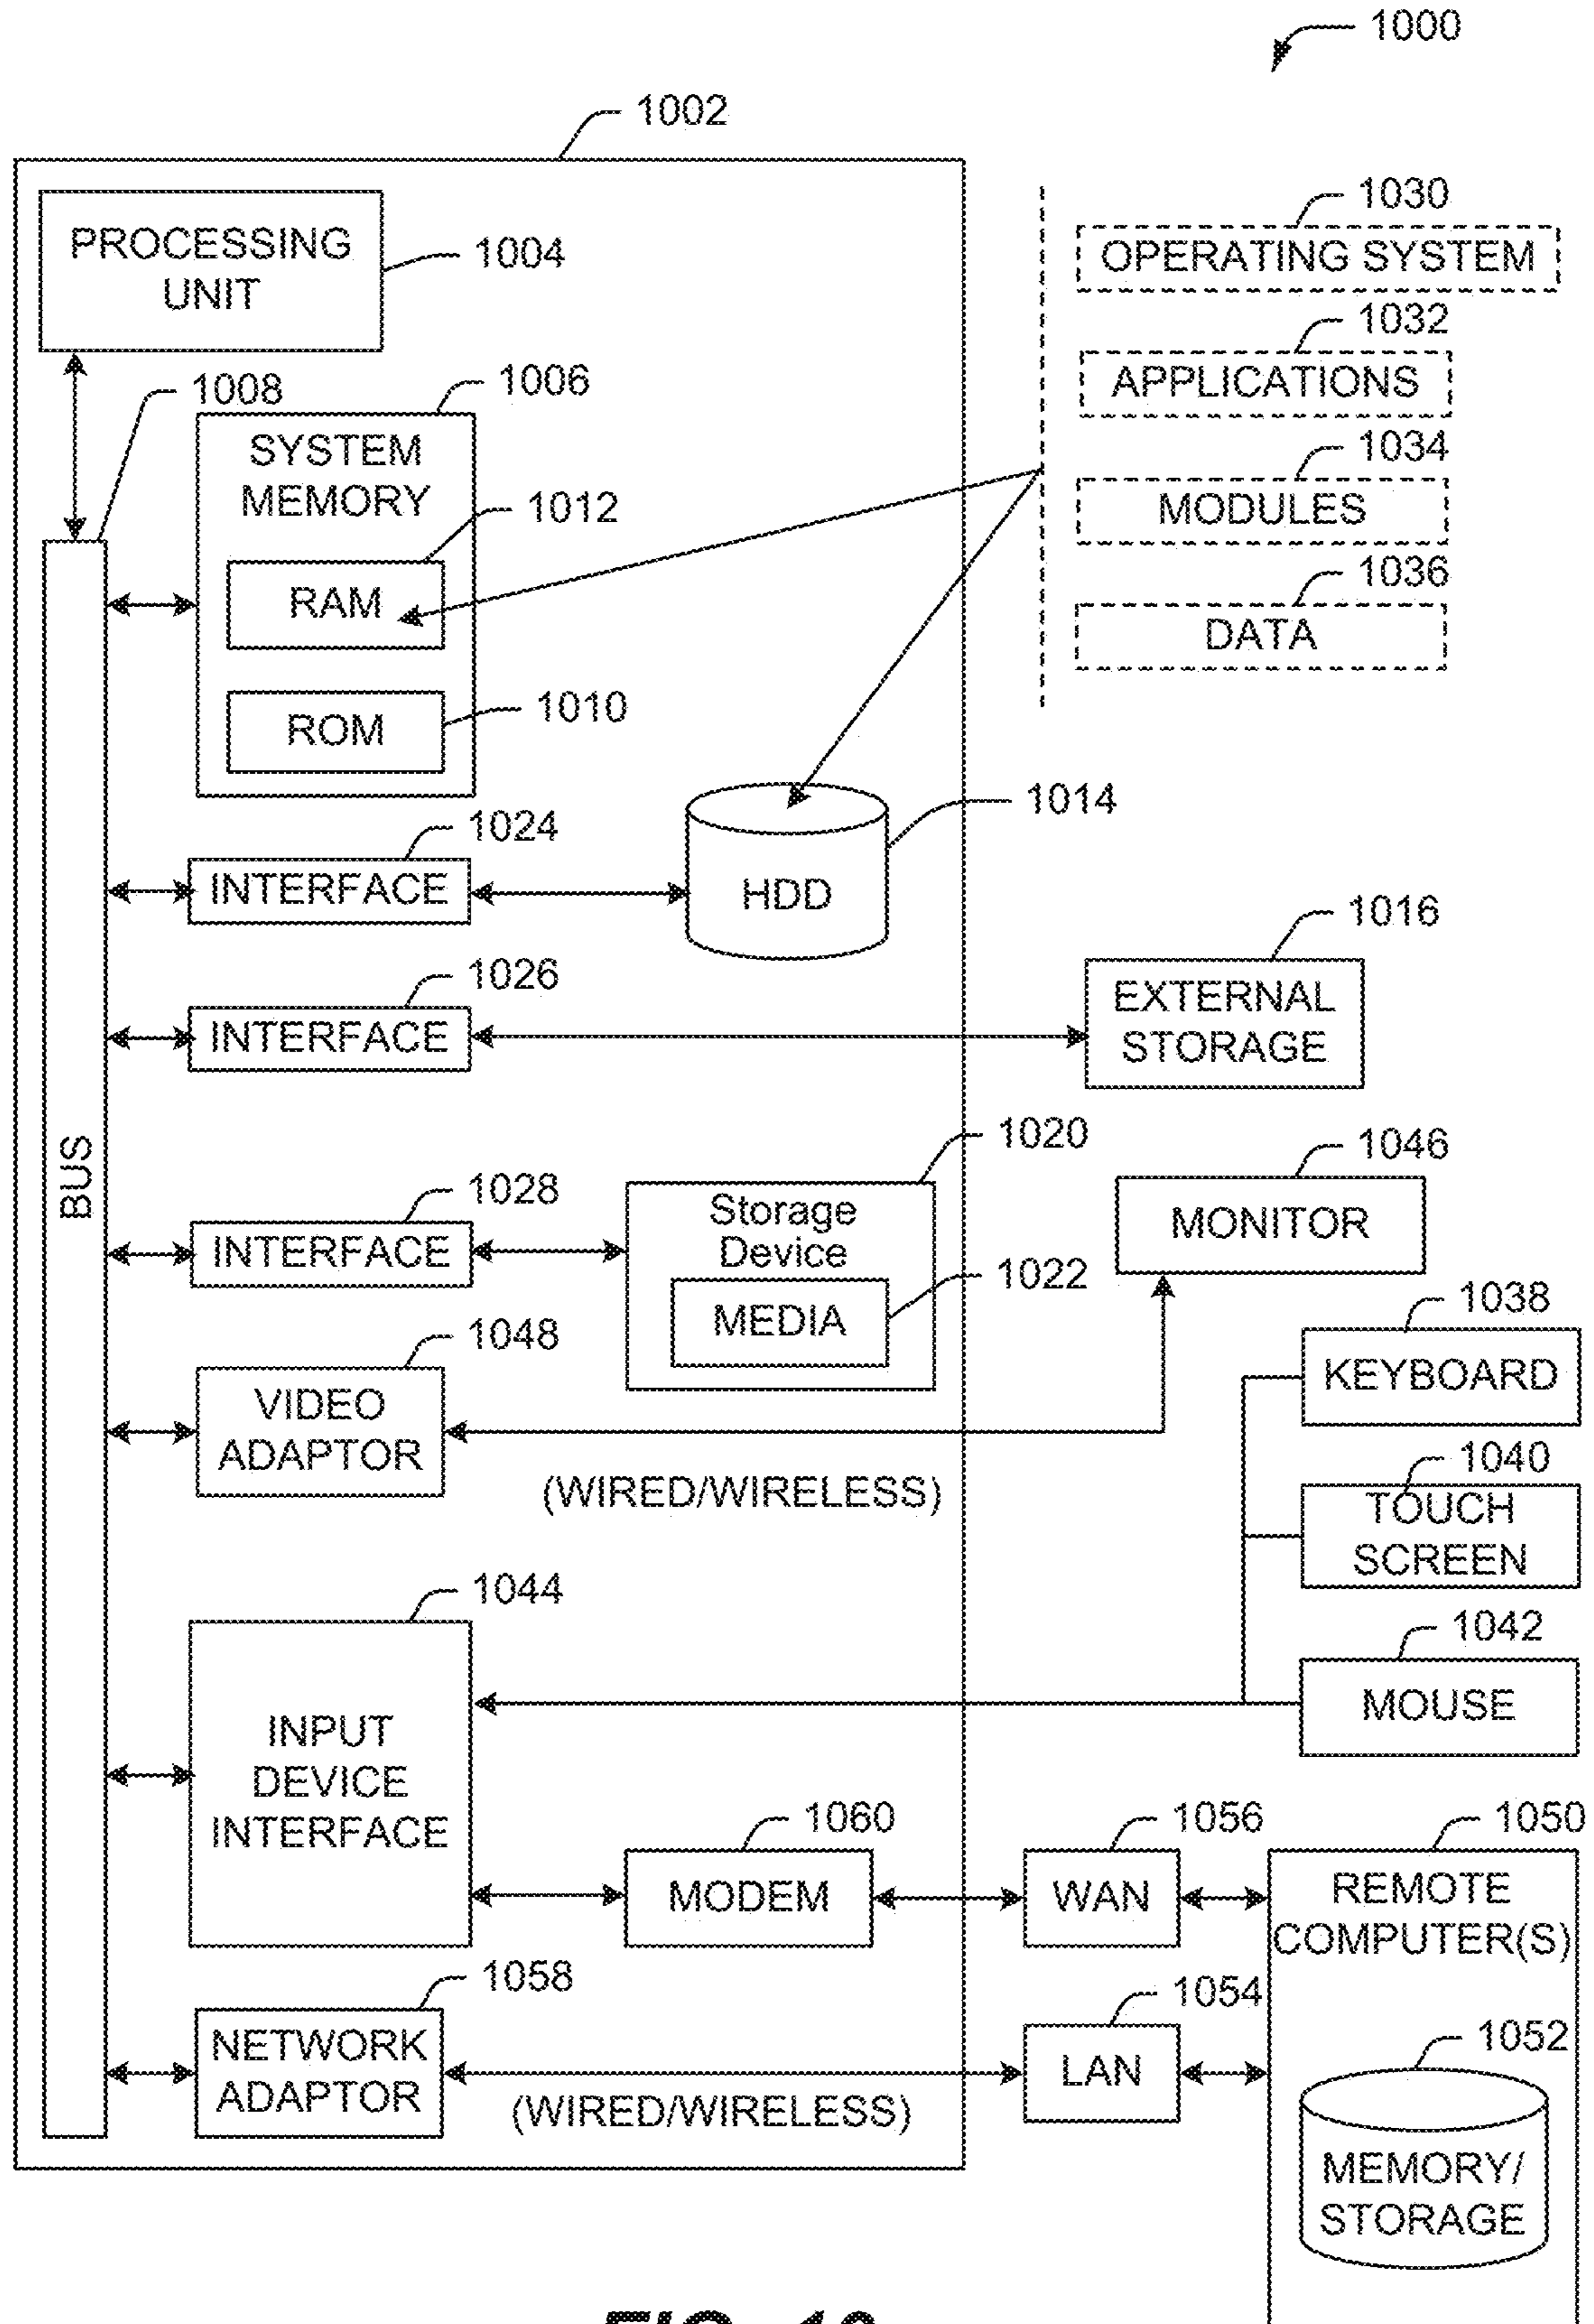 1000
1002
PROCESSING
UNIT
1004
1030
OPERATING SYSTEM
1032
APPLICATIONS
1034
MODULES
1036
DATA
1008
1006
SYSTEM
MEMORY
1012
RAM
1010
ROM
1014
HDD
1024
INTERFACE
1016
EXTERNAL
STORAGE
1026
INTERFACE
BUS
1020
Storage
Device
1022
MEDIA
1028
INTERFACE
1046
MONITOR
1048
VIDEO
ADAPTOR
(WIRED/WIRELESS)
1038
KEYBOARD
1040
TOUCH
SCREEN
1042
MOUSE
1044
INPUT
DEVICE
INTERFACE
1060
MODEM
1056
WAN
1050
REMOTE
COMPUTER(S)
1058
NETWORK
ADAPTOR
(WIRED/WIRELESS)
1054
LAN
1052
MEMORY/
STORAGE
FIG. 10